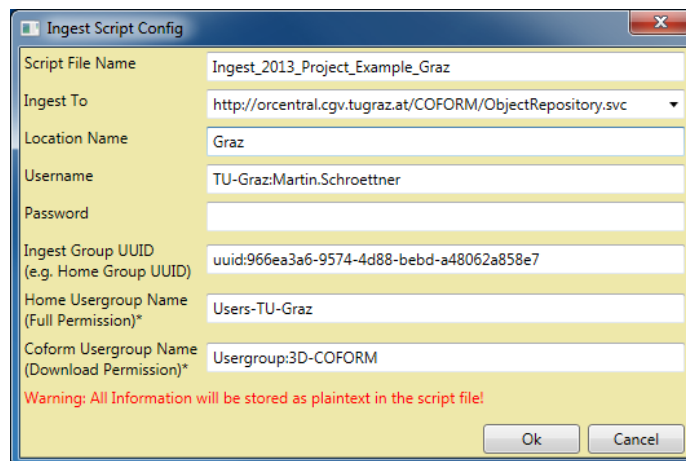 Ingest Script Config
Script File Name
Ingest_2013_Project_Example_Graz
Ingest To
http://orcentral.cgv.tugraz.at/COFORM/ObjectRepository.svc
Location Name
Graz
Username
TU-Graz:Martin.Schroettner
Password
Ingest Group UUID
(e.g. Home Group UUID)
uuid:966ea3a6-9574-4d88-bebd-a48062a858e7
Home Usergroup Name
(Full Permission)*
Users-TU-Graz
Coform Usergroup Name
(Download Permission)*
Usergroup:3D-COFORM
Warning: All Information will be stored as plaintext in the script file!
Ok
Cancel